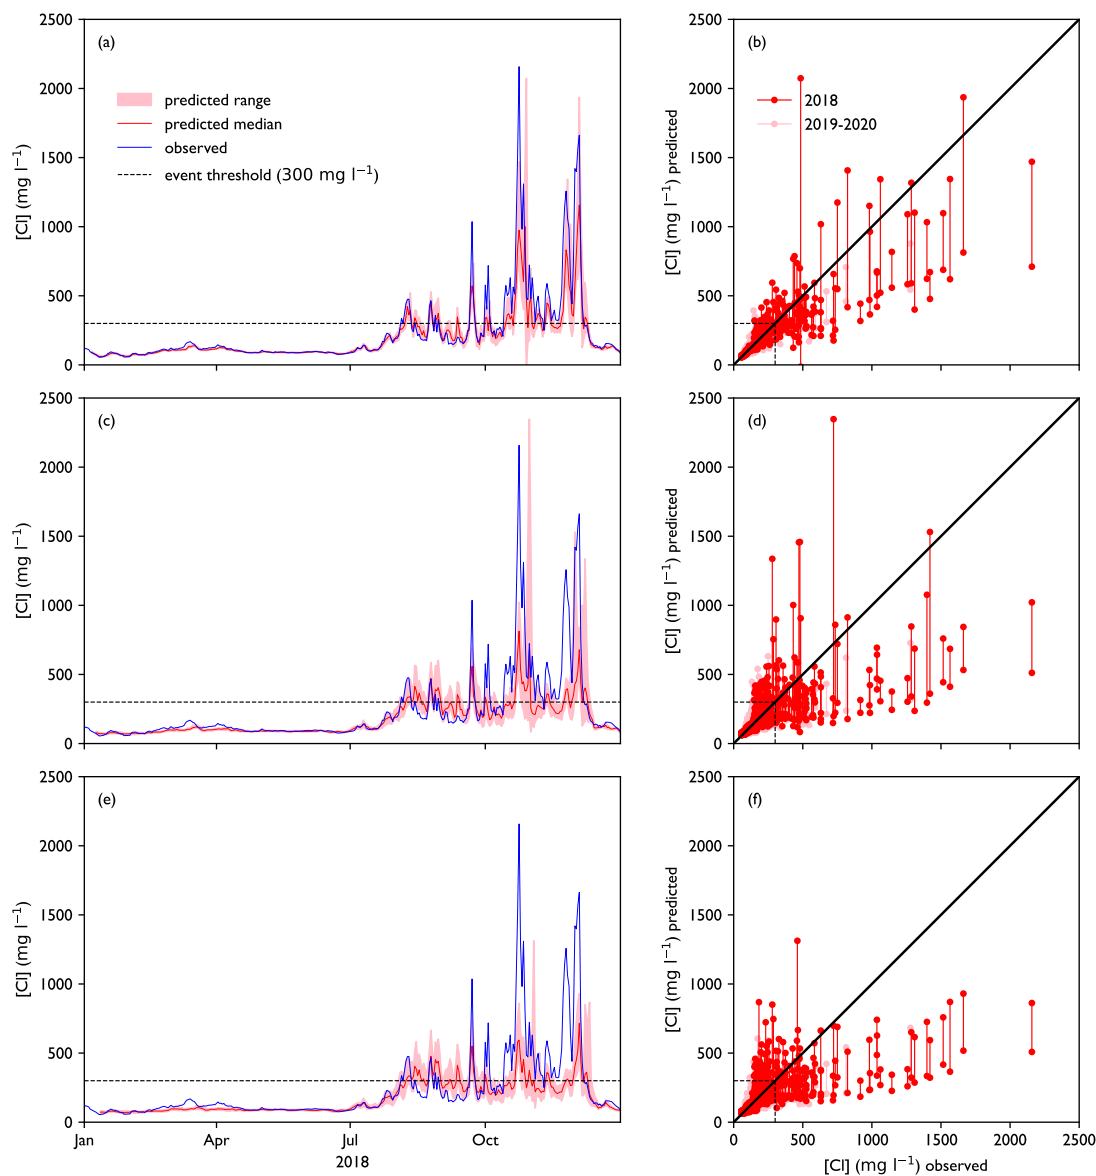 2500
2000
1500
1000
500
0
[Cl] (mg l−1)
(a)
predicted range
predicted median
observed
event threshold (300 mg l−1)
2500
2000
1500
1000
500
0
[Cl] (mg l−1) predicted
(b)
2018
2019-2020
2500
2000
1500
1000
500
0
[Cl] (mg l−1)
(c)
2500
2000
1500
1000
500
0
[Cl] (mg l−1) predicted
(d)
2500
2000
1500
1000
500
0
[Cl] (mg l−1)
(e)
Jan Apr Jul Oct
2018
2500
2000
1500
1000
500
0
[Cl] (mg l−1) predicted
(f)
0 500 1000 1500 2000 2500
[Cl] (mg l−1) observed